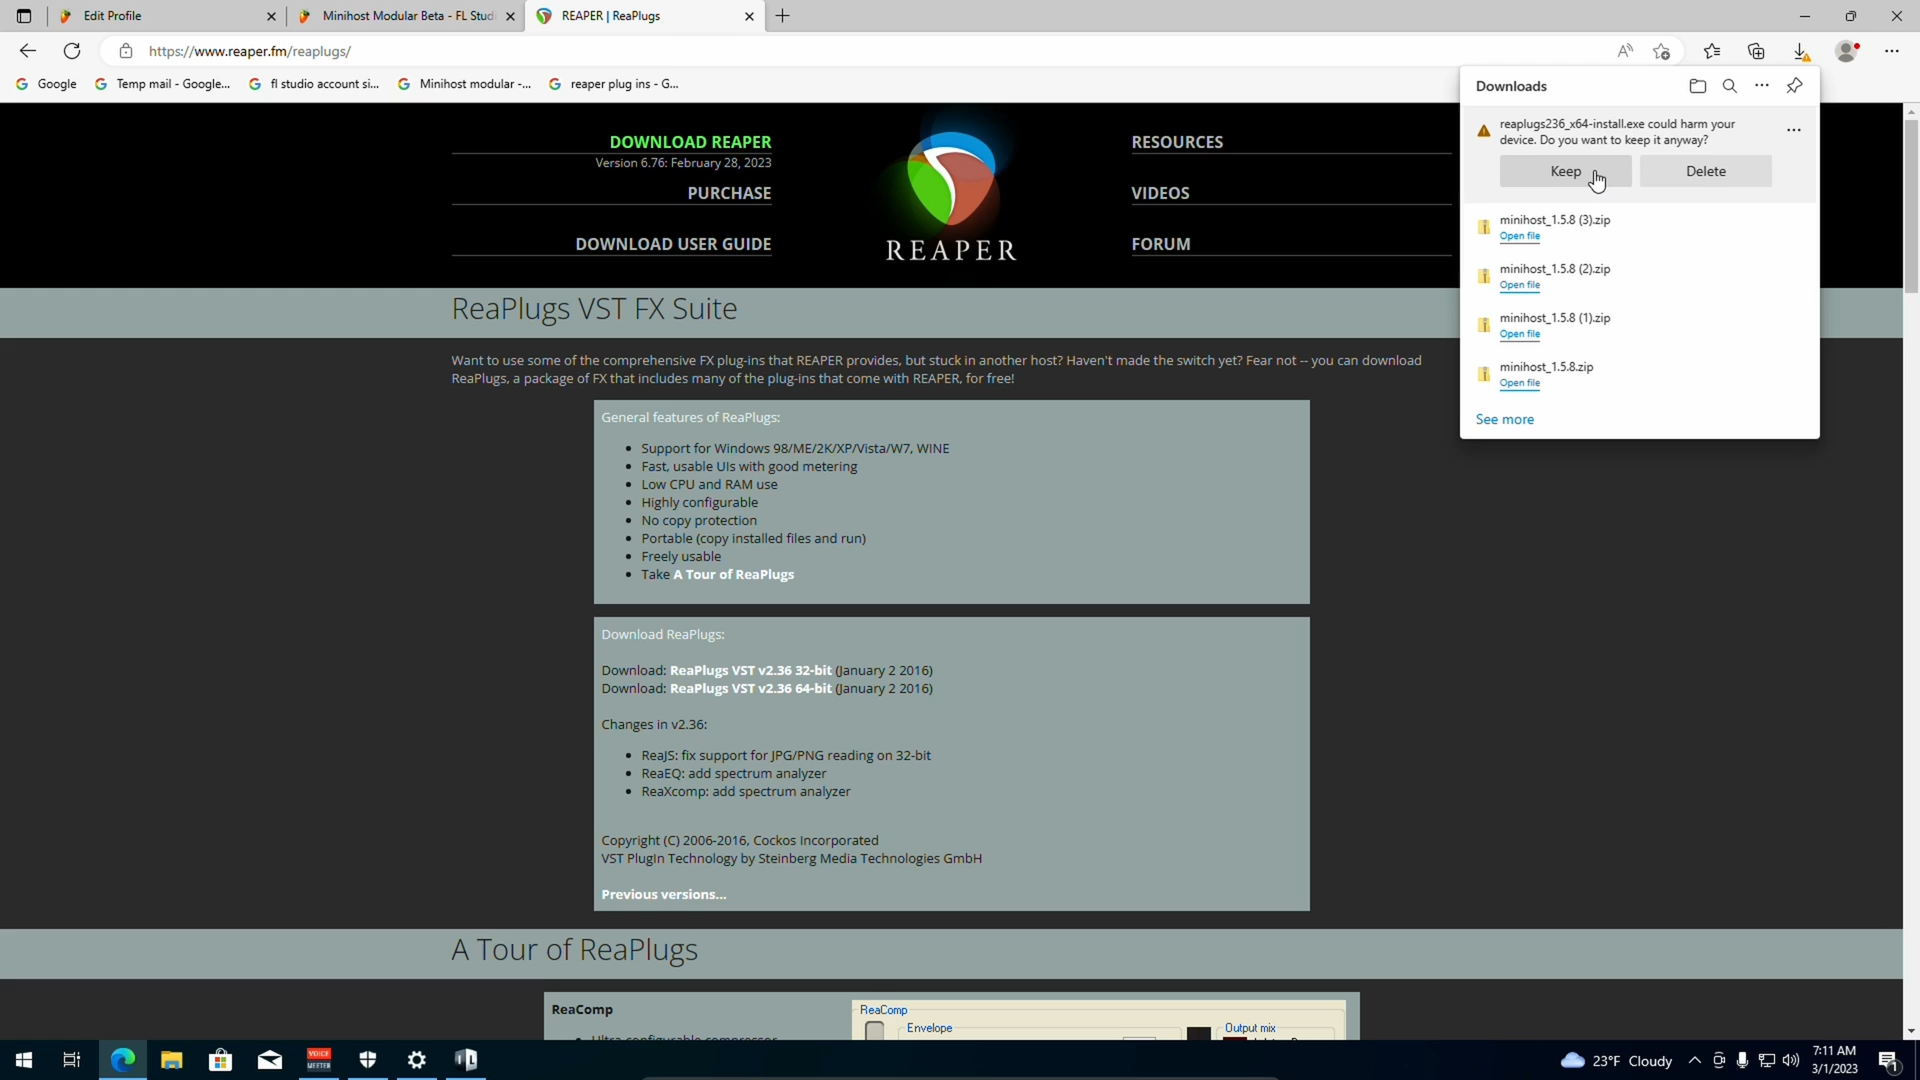 Edit Profile
Minihost Modular Beta - FL Studi
REAPER | ReaPlugs
https://www.reaper.fm/reaplugs/
Google
Temp mail - Google...
fl studio account si...
Minihost modular -...
reaper plug ins - G...
DOWNLOAD REAPER
Version 6.76: February 28, 2023
PURCHASE
DOWNLOAD USER GUIDE
REAPER
RESOURCES
VIDEOS
FORUM
Downloads
reaplugs236_x64-install.exe could harm your
device. Do you want to keep it anyway?
Keep
Delete
minihost_1.5.8 (3).zip
Open file
minihost_1.5.8 (2).zip
Open file
minihost_1.5.8 (1).zip
Open file
minihost_1.5.8.zip
Open file
See more
ReaPlugs VST FX Suite
Want to use some of the comprehensive FX plug-ins that REAPER provides, but stuck in another host? Haven't made the switch yet? Fear not -- you can download
ReaPlugs, a package of FX that includes many of the plug-ins that come with REAPER, for free!
General features of ReaPlugs:
Support for Windows 98/ME/2K/XP/Vista/W7, WINE
Fast, usable UIs with good metering
Low CPU and RAM use
Highly configurable
No copy protection
Portable (copy installed files and run)
Freely usable
Take A Tour of ReaPlugs
Download ReaPlugs:
Download: ReaPlugs VST v2.36 32-bit (January 2 2016)
Download: ReaPlugs VST v2.36 64-bit (January 2 2016)
Changes in v2.36:
ReaJS: fix support for JPG/PNG reading on 32-bit
ReaEQ: add spectrum analyzer
ReaXcomp: add spectrum analyzer
Copyright (C) 2006-2016, Cockos Incorporated
VST PlugIn Technology by Steinberg Media Technologies GmbH
Previous versions...
A Tour of ReaPlugs
ReaComp
Ultra-configurable compressor
ReaComp
Envelope
Output mix
VOICE
MEETER
23°F Cloudy
7:11 AM
3/1/2023
1